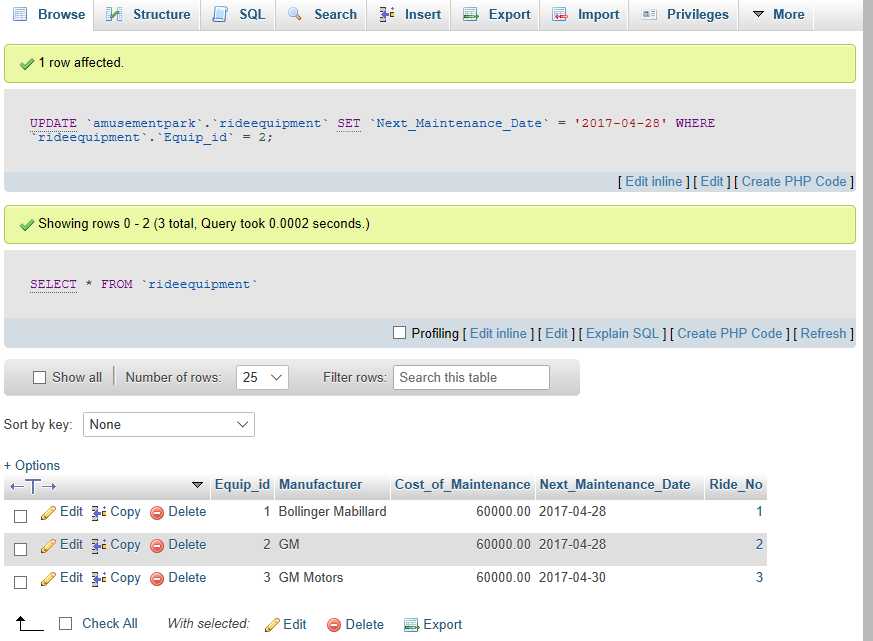 Browse Structure SQL Search Insert Export Import Privileges More
1 row affected.
UPDATE `amusementpark`.`rideequipment` SET `Next_Maintenance_Date` = '2017-04-28' WHERE
`rideequipment`.`Equip_id` = 2;
[ Edit inline ] [ Edit ] [ Create PHP Code ]
Showing rows 0 - 2 (3 total, Query took 0.0002 seconds.)
SELECT * FROM `rideequipment`
Profiling [ Edit inline ] [ Edit ] [ Explain SQL ] [ Create PHP Code ] [ Refresh ]
Show all Number of rows: 25 Filter rows: Search this table
Sort by key: None
+ Options
Equip_id Manufacturer Cost_of_Maintenance Next_Maintenance_Date Ride_No
Edit Copy Delete 1 Bollinger Mabillard 60000.00 2017-04-28 1
Edit Copy Delete 2 GM 60000.00 2017-04-28 2
Edit Copy Delete 3 GM Motors 60000.00 2017-04-30 3
Check All With selected: Edit Delete Export